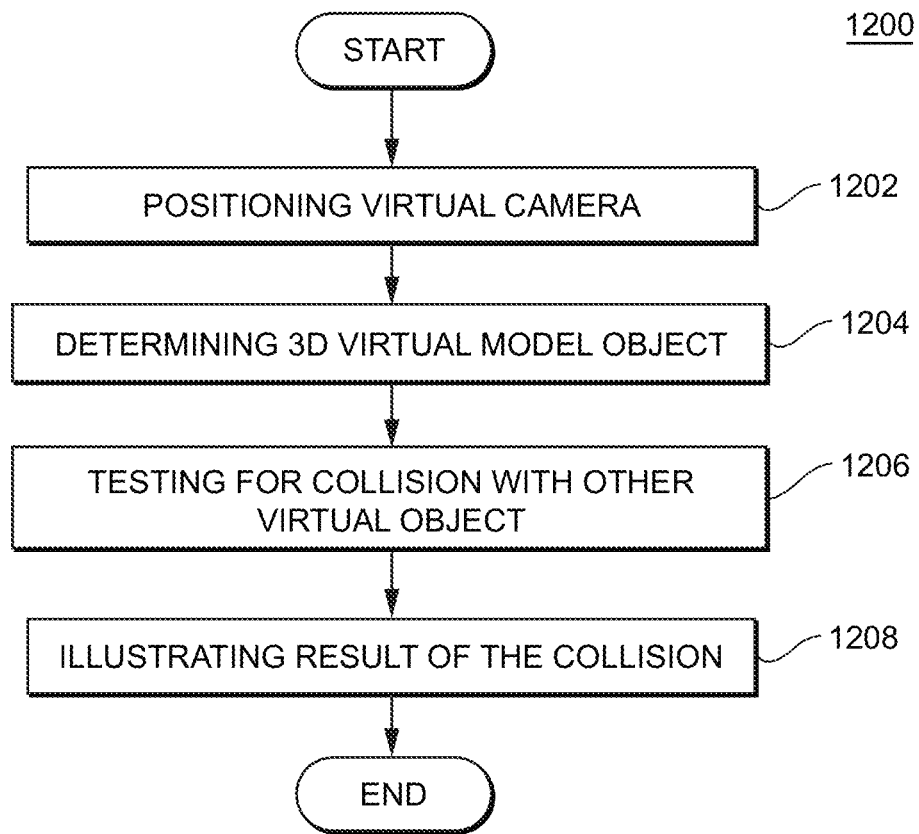 1200
START
POSITIONING VIRTUAL CAMERA
1202
DETERMINING 3D VIRTUAL MODEL OBJECT
1204
TESTING FOR COLLISION WITH OTHER
VIRTUAL OBJECT
1206
ILLUSTRATING RESULT OF THE COLLISION
1208
END